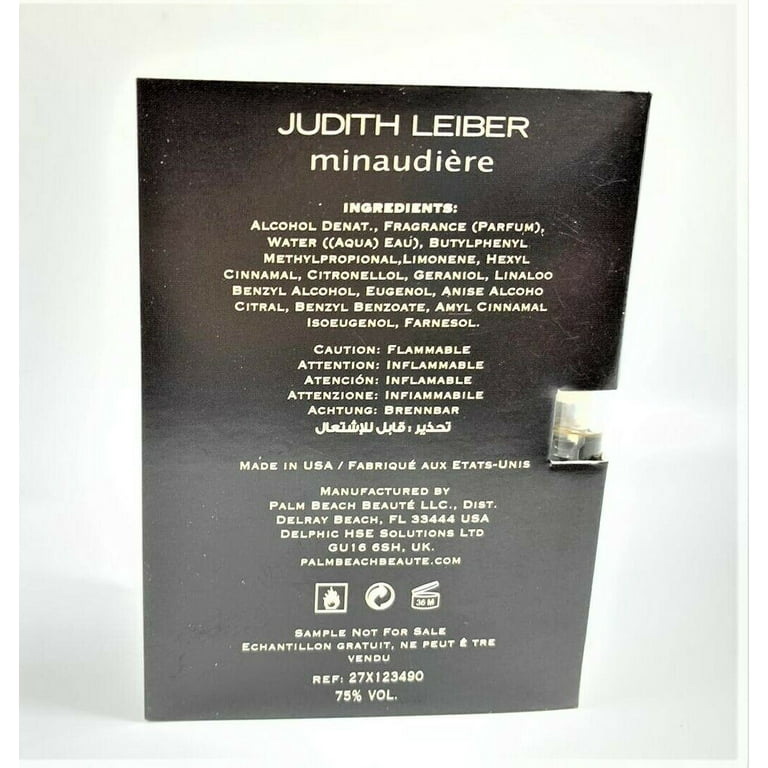 JUDITH LEIBER
minaudière
INGREDIENTS:
ALCOHOL DENAT., FRAGRANCE (PARFUM),
WATER ((AQUA) EAU), BUTYLPHENYL
METHYLPROPIONAL,LIMONENE, HEXYL
CINNAMAL, CITRONELLOL, GERANIOL, LINALOO
BENZYL ALCOHOL, EUGENOL, ANISE ALCOHO
CITRAL, BENZYL BENZOATE, AMYL CINNAMAL
ISOEUGENOL, FARNESOL.
CAUTION: FLAMMABLE
ATTENTION: INFLAMMABLE
ATENCIÓN: INFLAMABLE
ATTENZIONE: INFIAMMABILE
ACHTUNG: BRENNBAR
تحذير : قابل للإشتعال
MADE IN USA / FABRIQUÉ AUX ETATS-UNIS
MANUFACTURED BY
PALM BEACH BEAUTÉ LLC., DIST.
DELRAY BEACH, FL 33444 USA
DELPHIC HSE SOLUTIONS LTD
GU16 6SH, UK.
PALMBEACHBEAUTE.COM
36 M
SAMPLE NOT FOR SALE
ECHANTILLON GRATUIT, NE PEUT Ê TRE
VENDU
REF: 27X123490
75% VOL.